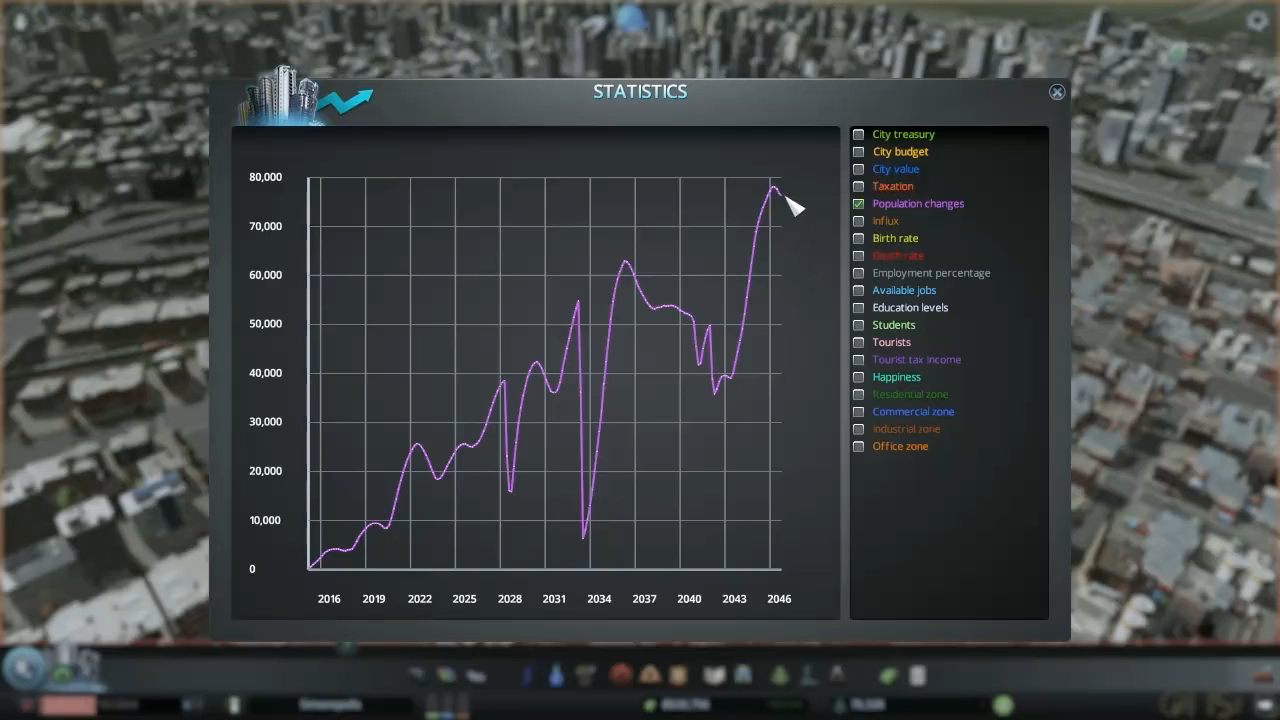 STATISTICS
City treasury
City budget
City value
Taxation
Population changes
Influx
Birth rate
Death rate
Employment percentage
Available jobs
Education levels
Students
Tourists
Tourist tax income
Happiness
Residential zone
Commercial zone
Industrial zone
Office zone
80,000
70,000
60,000
50,000
40,000
30,000
20,000
10,000
0
2016 2019 2022 2025 2028 2031 2034 2037 2040 2043 2046